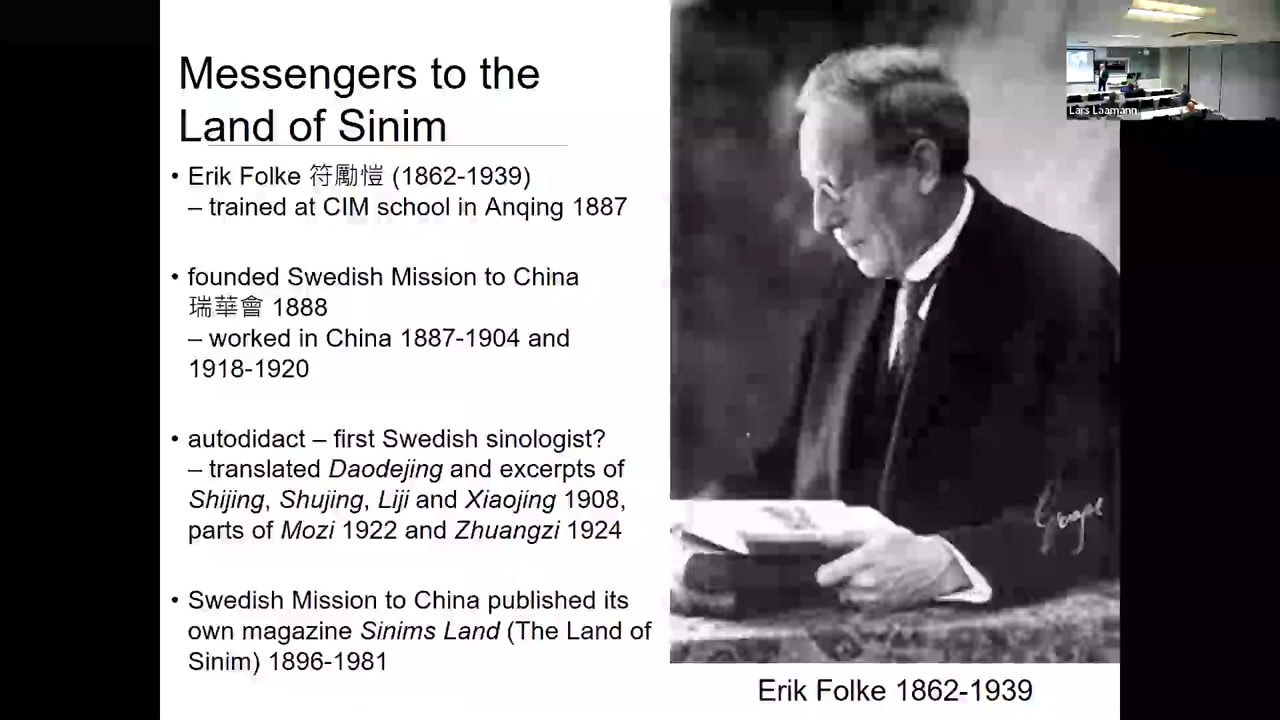 Messengers to the
Land of Sinim
• Erik Folke 符勵愷 (1862-1939)
– trained at CIM school in Anqing 1887
• founded Swedish Mission to China
瑞華會 1888
– worked in China 1887-1904 and
1918-1920
• autodidact – first Swedish sinologist?
– translated Daodejing and excerpts of
Shijing, Shujing, Liji and Xiaojing 1908,
parts of Mozi 1922 and Zhuangzi 1924
• Swedish Mission to China published its
own magazine Sinims Land (The Land of
Sinim) 1896-1981
Erik Folke 1862-1939
Lars Laamann